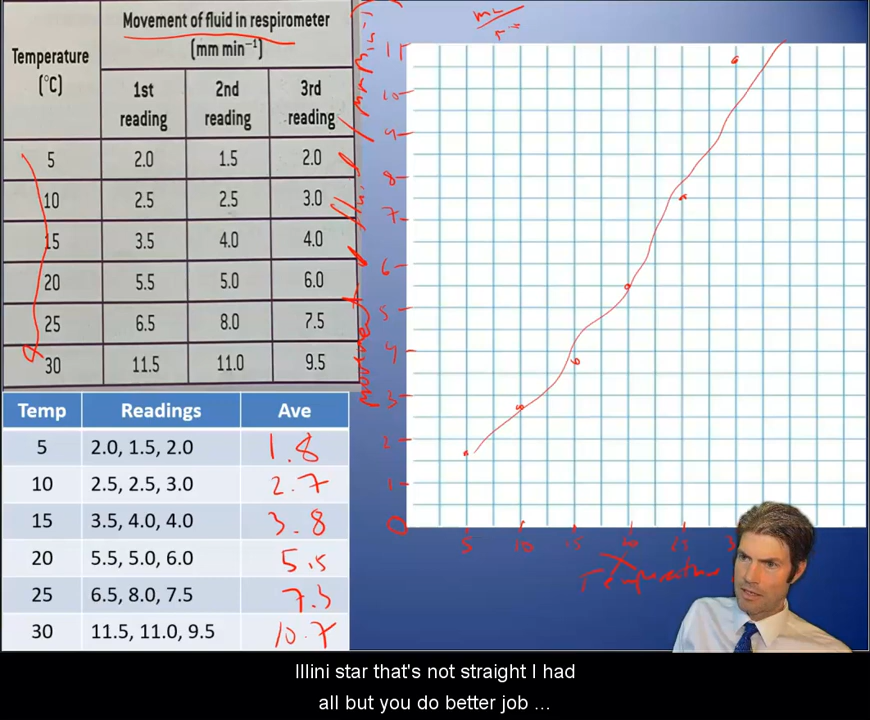 Temperature
(°C)
Movement of fluid in respirometer
(mm min⁻¹)
1st
reading
2nd
reading
3rd
reading
5 2.0 1.5 2.0
10 2.5 2.5 3.0
15 3.5 4.0 4.0
20 5.5 5.0 6.0
25 6.5 8.0 7.5
30 11.5 11.0 9.5
Temp Readings Ave
5 2.0, 1.5, 2.0 1.8
10 2.5, 2.5, 3.0 2.7
15 3.5, 4.0, 4.0 3.8
20 5.5, 5.0, 6.0 5.5
25 6.5, 8.0, 7.5 7.3
30 11.5, 11.0, 9.5 10.7
movement of fluid (mm min⁻¹)
11
10
9
8
7
6
5
4
3
2
1
0
5 10 15 20 25
Temperature
Illini star that's not straight I had
all but you do better job ...